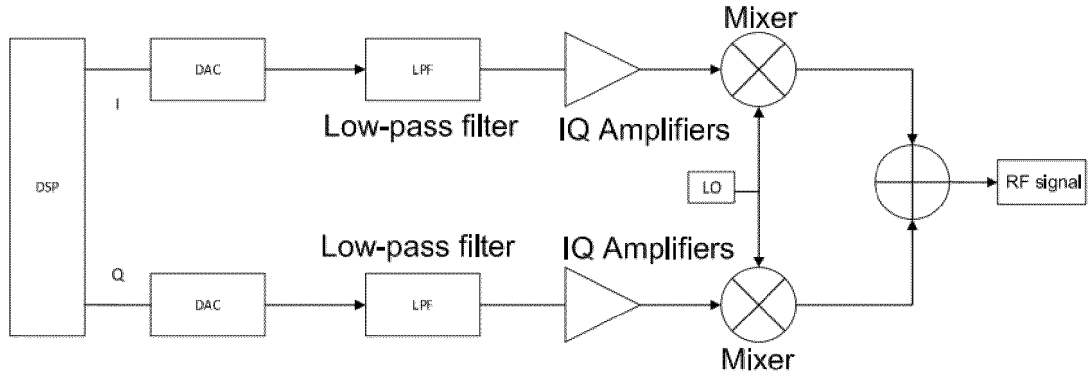 Mixer
DAC
LPF
I
Low-pass filter
IQ Amplifiers
DSP
LO
RF signal
Low-pass filter
IQ Amplifiers
Q
DAC
LPF
Mixer